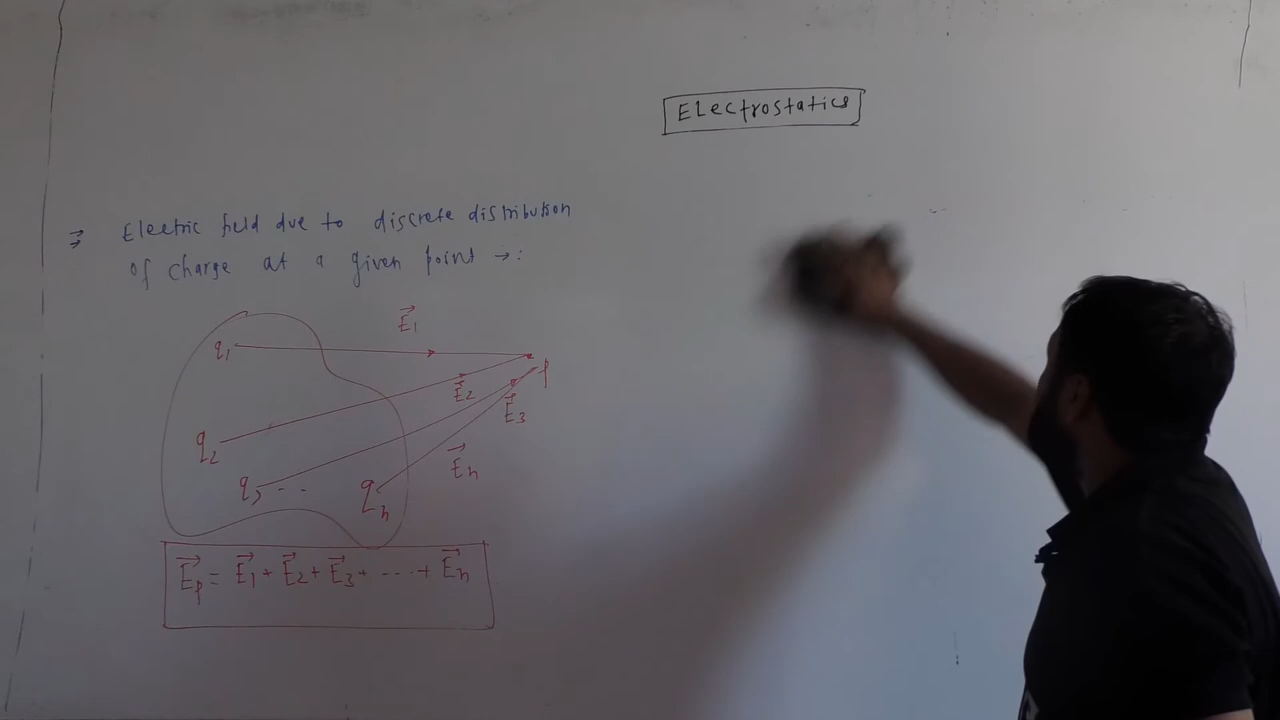 Electrostatics
⇒ Electric field due to discrete distribution
of charge at a given point →:
q₁
E⃗₁
p
q₂
E⃗₂
E⃗₃
q₃ - -
qₙ
E⃗ₙ
E⃗ₚ = E⃗₁ + E⃗₂ + E⃗₃ + ---- + E⃗ₙ